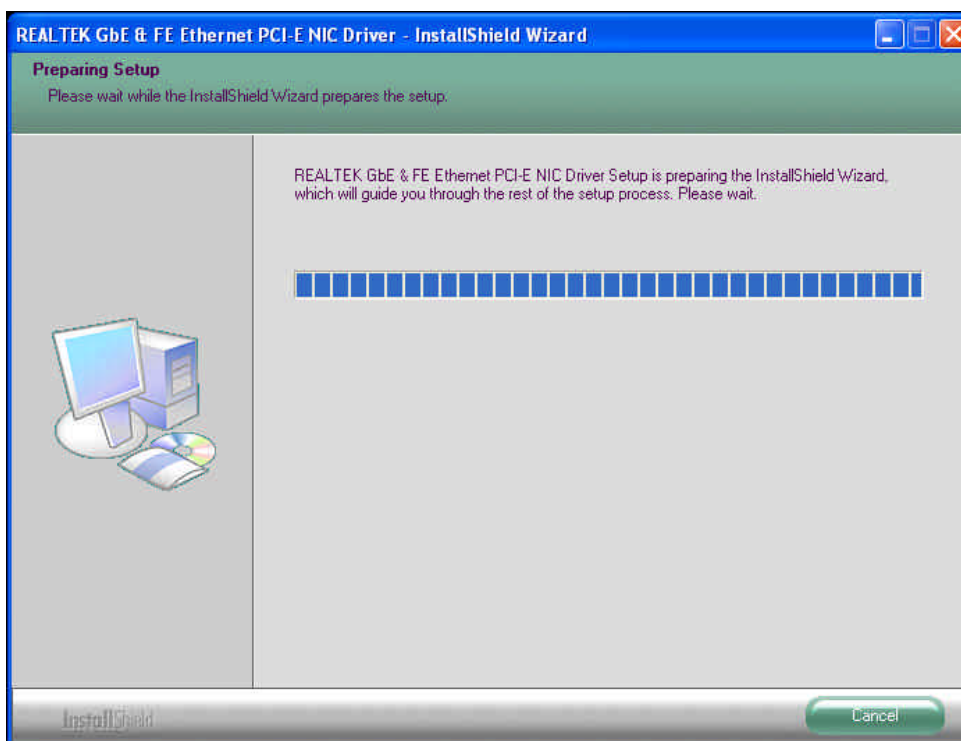 REALTEK GbE & FE Ethernet PCI-E NIC Driver - InstallShield Wizard
Preparing Setup
Please wait while the InstallShield Wizard prepares the setup.
REALTEK GbE & FE Ethernet PCI-E NIC Driver Setup is preparing the InstallShield Wizard,
which will guide you through the rest of the setup process. Please wait.
InstallShield
Cancel